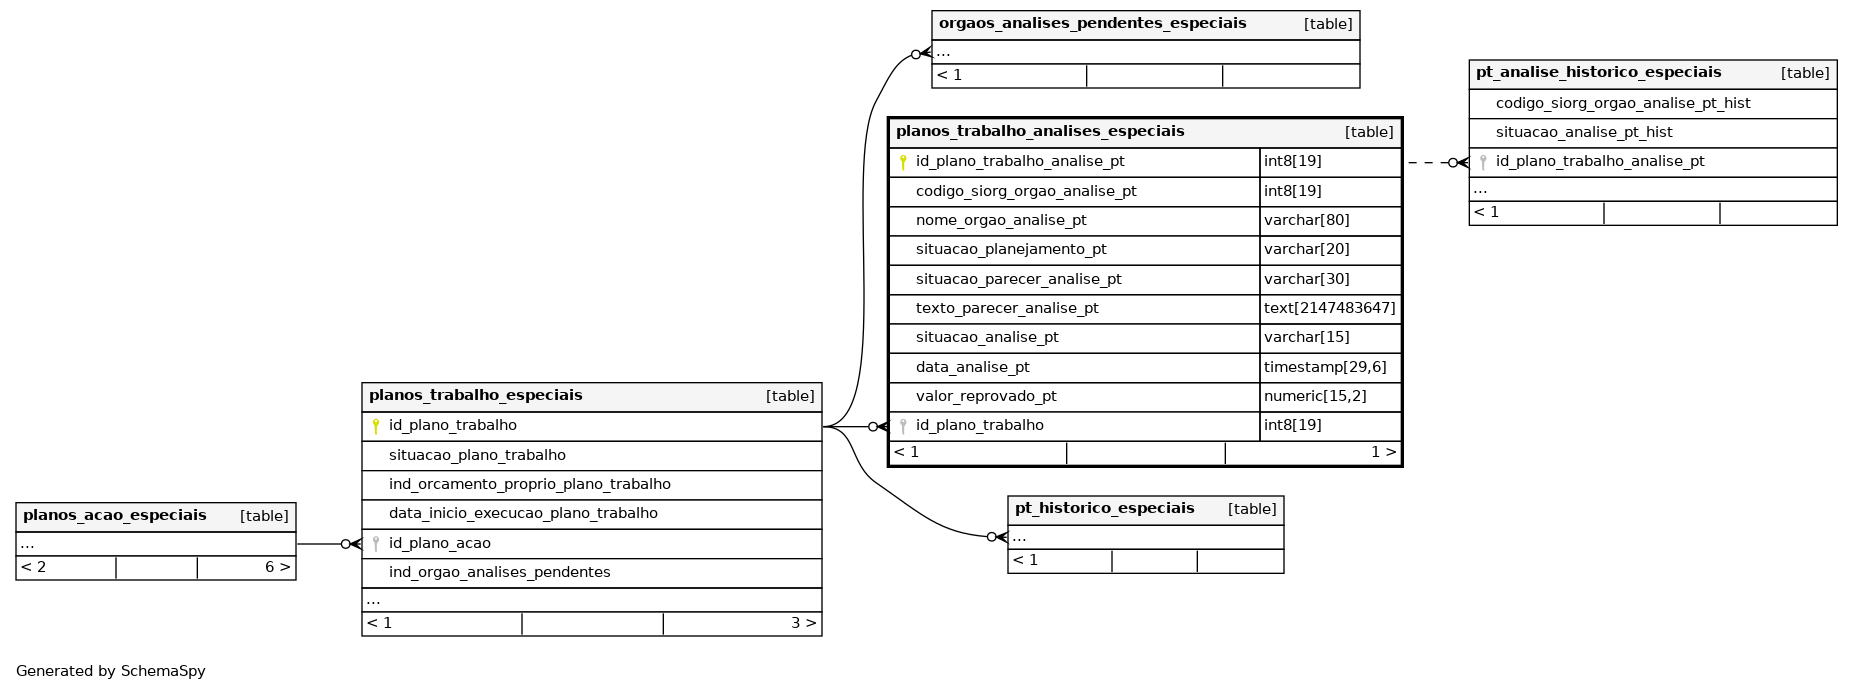 orgaos_analises_pendentes_especiais [table]
...
< 1
pt_analise_historico_especiais [table]
codigo_siorg_orgao_analise_pt_hist
situacao_analise_pt_hist
id_plano_trabalho_analise_pt
...
< 1
planos_trabalho_analises_especiais [table]
id_plano_trabalho_analise_pt int8[19]
codigo_siorg_orgao_analise_pt int8[19]
nome_orgao_analise_pt varchar[80]
situacao_planejamento_pt varchar[20]
situacao_parecer_analise_pt varchar[30]
texto_parecer_analise_pt text[2147483647]
situacao_analise_pt varchar[15]
data_analise_pt timestamp[29,6]
valor_reprovado_pt numeric[15,2]
id_plano_trabalho int8[19]
< 1 1 >
planos_trabalho_especiais [table]
id_plano_trabalho
situacao_plano_trabalho
ind_orcamento_proprio_plano_trabalho
data_inicio_execucao_plano_trabalho
id_plano_acao
ind_orgao_analises_pendentes
...
< 1 3 >
planos_acao_especiais [table]
...
< 2 6 >
pt_historico_especiais [table]
...
< 1
Generated by SchemaSpy